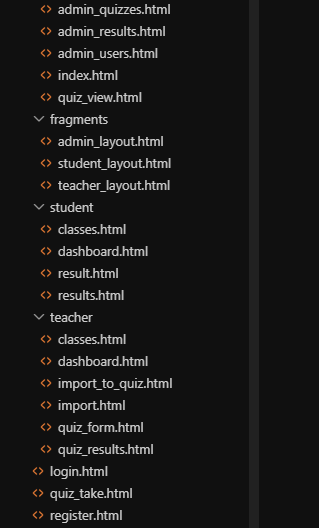 admin_quizzes.html
admin_results.html
admin_users.html
index.html
quiz_view.html
fragments
admin_layout.html
student_layout.html
teacher_layout.html
student
classes.html
dashboard.html
result.html
results.html
teacher
classes.html
dashboard.html
import_to_quiz.html
import.html
quiz_form.html
quiz_results.html
login.html
quiz_take.html
register.html